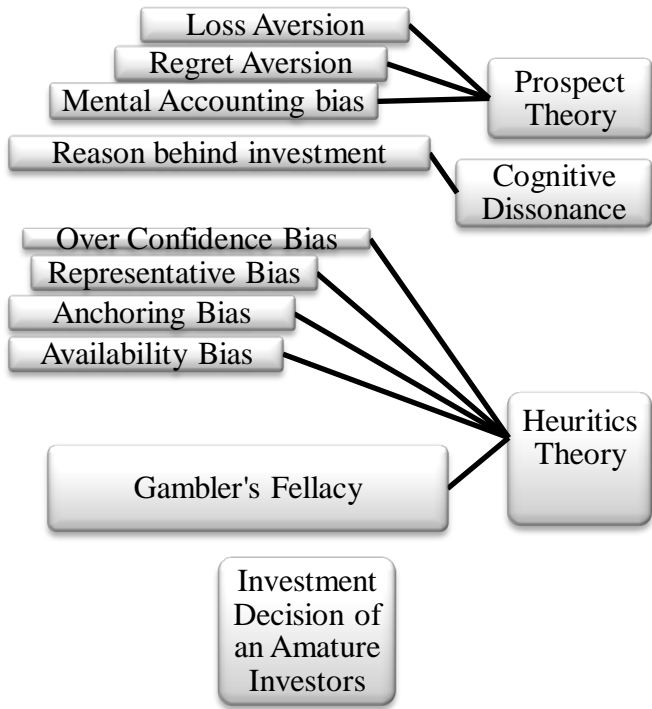 Loss Aversion
Regret Aversion
Mental Accounting bias
Prospect
Theory
Reason behind investment
Cognitive
Dissonance
Over Confidence Bias
Representative Bias
Anchoring Bias
Availability Bias
Heuritics
Theory
Gambler's Fellacy
Investment
Decision of
an Amature
Investors